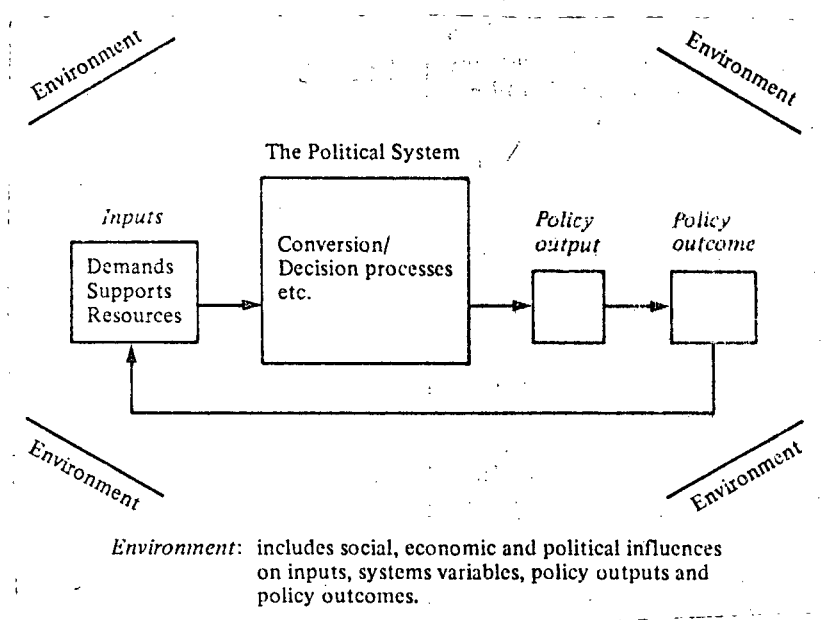 Environment
Environment
The Political System
Inputs
Demands
Supports
Resources
Conversion/
Decision processes
etc.
Policy
output
Policy
outcome
Environment
Environment
Environment: includes social, economic and political influences
on inputs, systems variables, policy outputs and
policy outcomes.